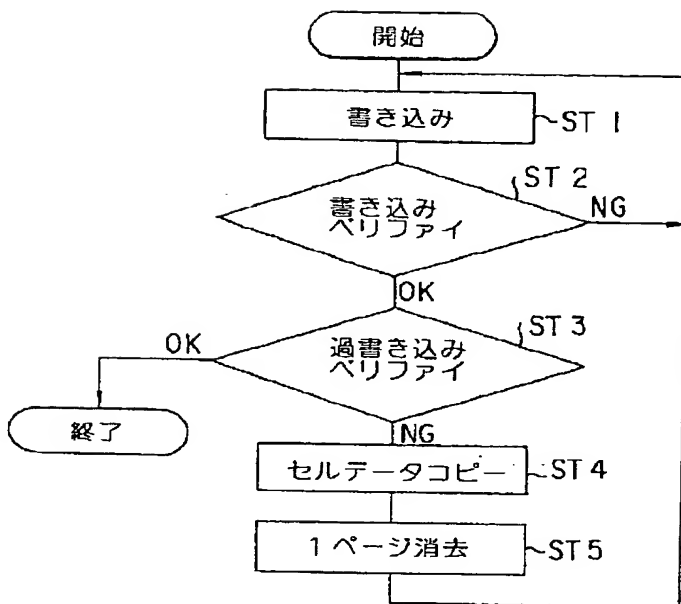 開始
書き込み
ST 1
ST 2
書き込み
ベリファイ
NG
OK
ST 3
過書き込み
ベリファイ
OK
終了
NG
セルデータコピー
ST 4
1ページ消去
ST 5